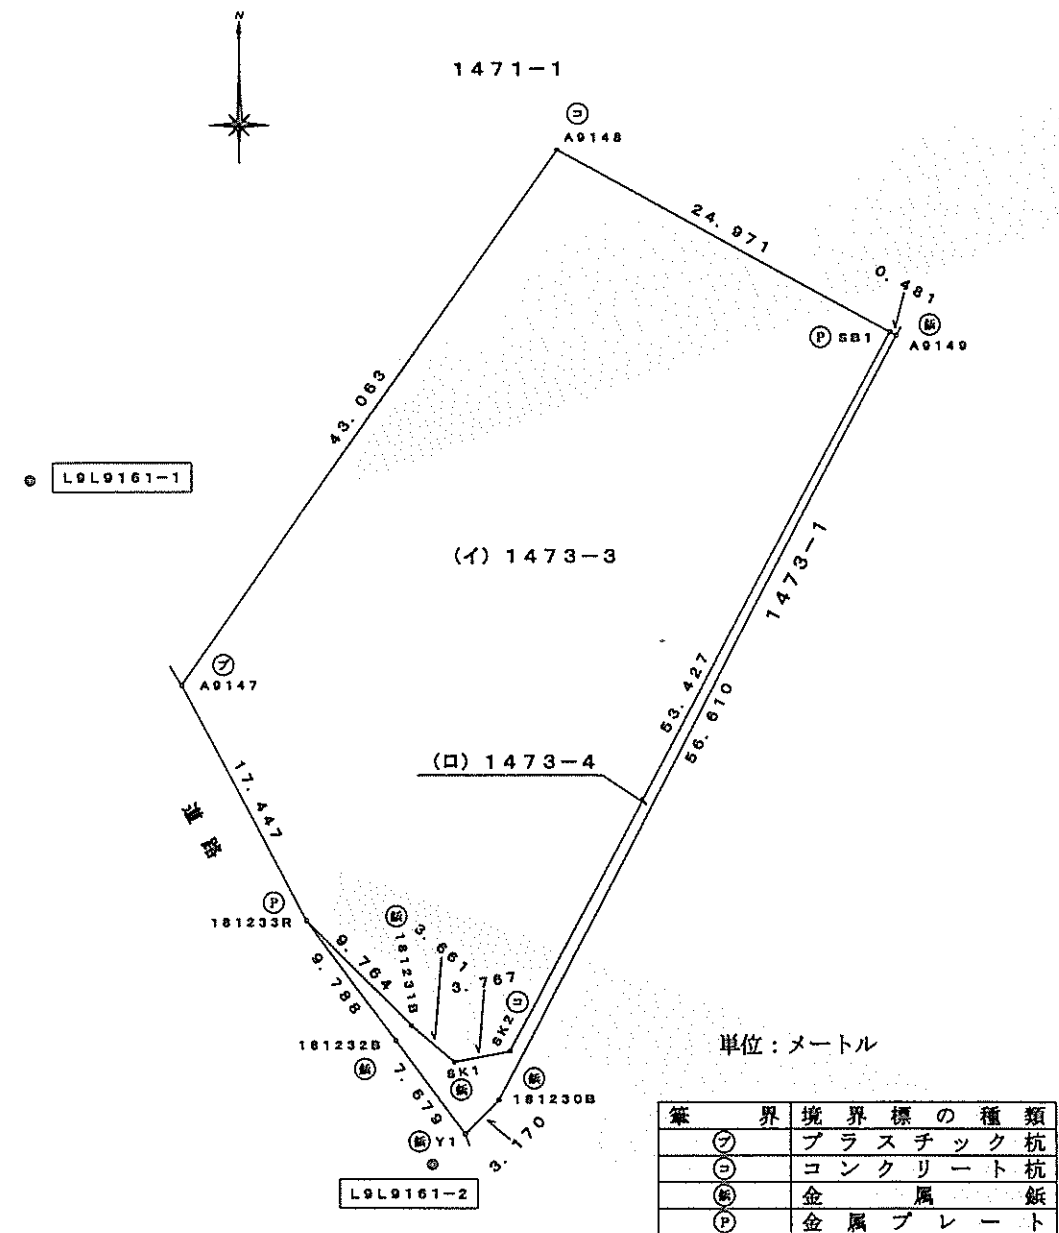 N
1471-1
コ
A9148
24.971
0.481
鋲
P SB1
A9149
43.063
L9L9161-1
(イ) 1473-3
1473-1
プ
A9147
53.427
56.610
(ロ) 1473-4
17.447
道路
P
181233R
鋲
181231B
3.661
9.764
3.767
9.788
コ
SK2
181232B
鋲
SK1
鋲
単位:メートル
鋲
181230B
7.679
鋲 Y1
3.170
L9L9161-2
筆界 境界標の種類
プ プラスチック杭
コ コンクリート杭
鋲 金属鋲
P 金属プレート